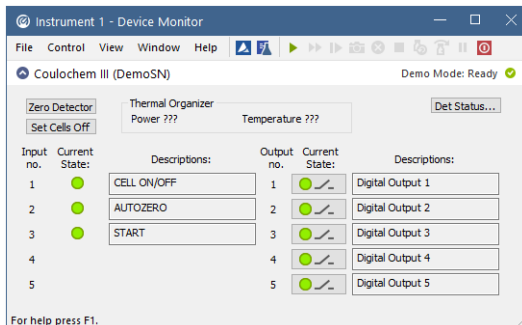 Instrument 1 - Device Monitor
File Control View Window Help
Coulochem III (DemoSN) Demo Mode: Ready
Zero Detector
Set Cells Off
Thermal Organizer
Power ??? Temperature ???
Det Status...
Input no. Current State: Descriptions: Output no. Current State: Descriptions:
1 CELL ON/OFF 1 Digital Output 1
2 AUTOZERO 2 Digital Output 2
3 START 3 Digital Output 3
4 4 Digital Output 4
5 5 Digital Output 5
For help press F1.